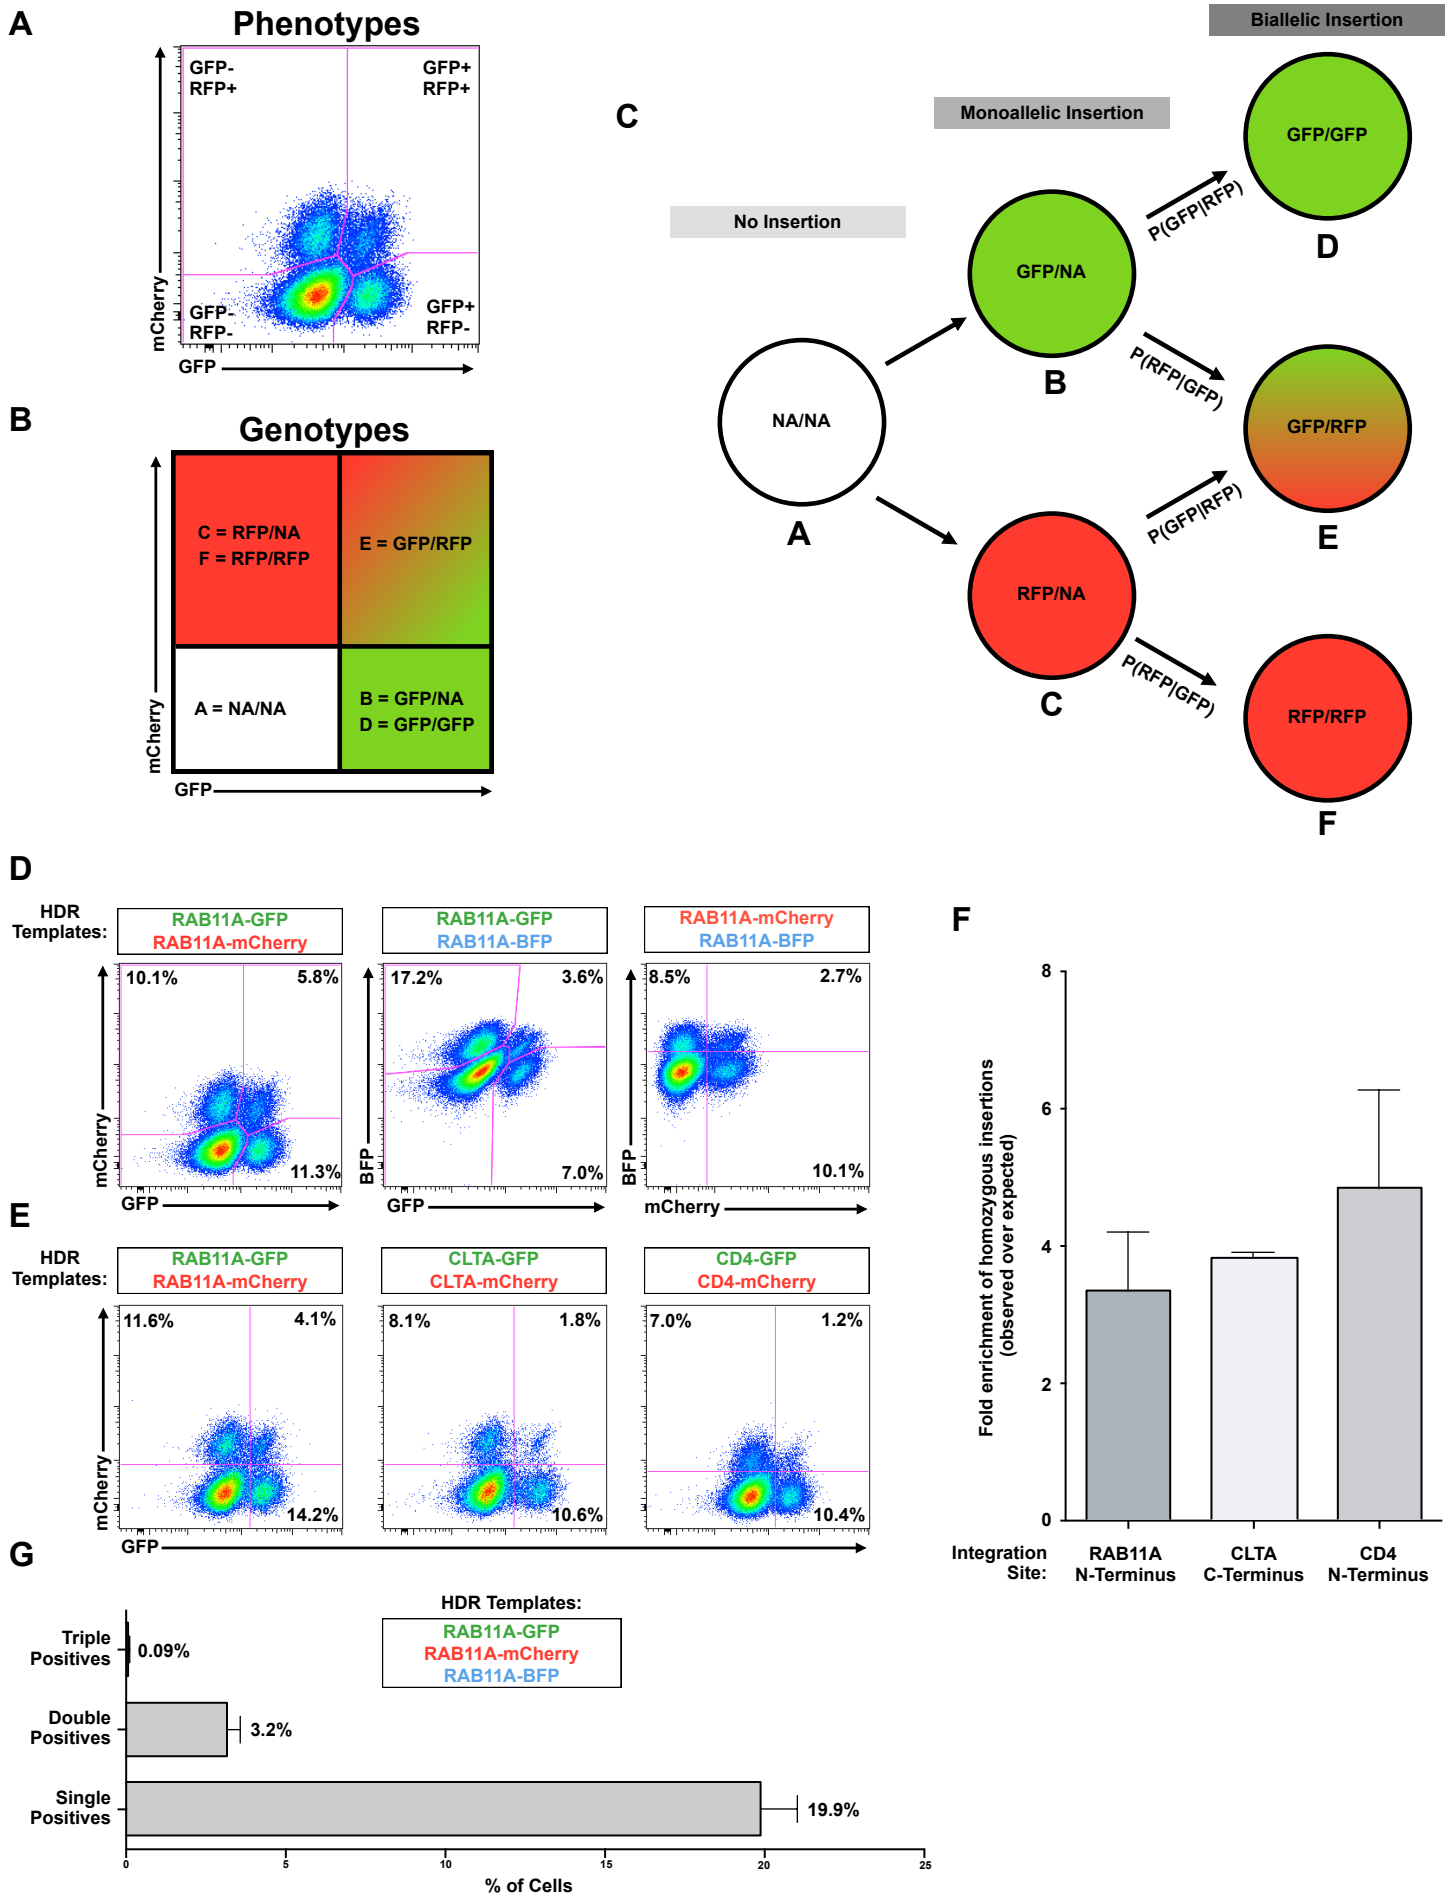 A
Phenotypes
GFP-
RFP+
GFP+
RFP+
GFP-
RFP-
GFP+
RFP-
mCherry
GFP
B
Genotypes
C = RFP/NA
F = RFP/RFP
E = GFP/RFP
A = NA/NA
B = GFP/NA
D = GFP/GFP
mCherry
GFP
C
No Insertion
Monoallelic Insertion
Biallelic Insertion
NA/NA
A
GFP/NA
B
RFP/NA
C
P(GFP|RFP)
P(RFP|GFP)
P(GFP|RFP)
P(RFP|GFP)
GFP/GFP
D
GFP/RFP
E
RFP/RFP
F
D
HDR
Templates:
RAB11A-GFP
RAB11A-mCherry
10.1%
5.8%
11.3%
mCherry
GFP
RAB11A-GFP
RAB11A-BFP
17.2%
3.6%
7.0%
BFP
GFP
RAB11A-mCherry
RAB11A-BFP
8.5%
2.7%
10.1%
BFP
mCherry
E
HDR
Templates:
RAB11A-GFP
RAB11A-mCherry
11.6%
4.1%
14.2%
mCherry
GFP
CLTA-GFP
CLTA-mCherry
8.1%
1.8%
10.6%
CD4-GFP
CD4-mCherry
7.0%
1.2%
10.4%
F
Fold enrichment of homozygous insertions
(observed over expected)
8
6
4
2
0
Integration
Site:
RAB11A
N-Terminus
CLTA
C-Terminus
CD4
N-Terminus
G
HDR Templates:
RAB11A-GFP
RAB11A-mCherry
RAB11A-BFP
Triple
Positives
0.09%
Double
Positives
3.2%
Single
Positives
19.9%
0
5
10
15
20
25
% of Cells